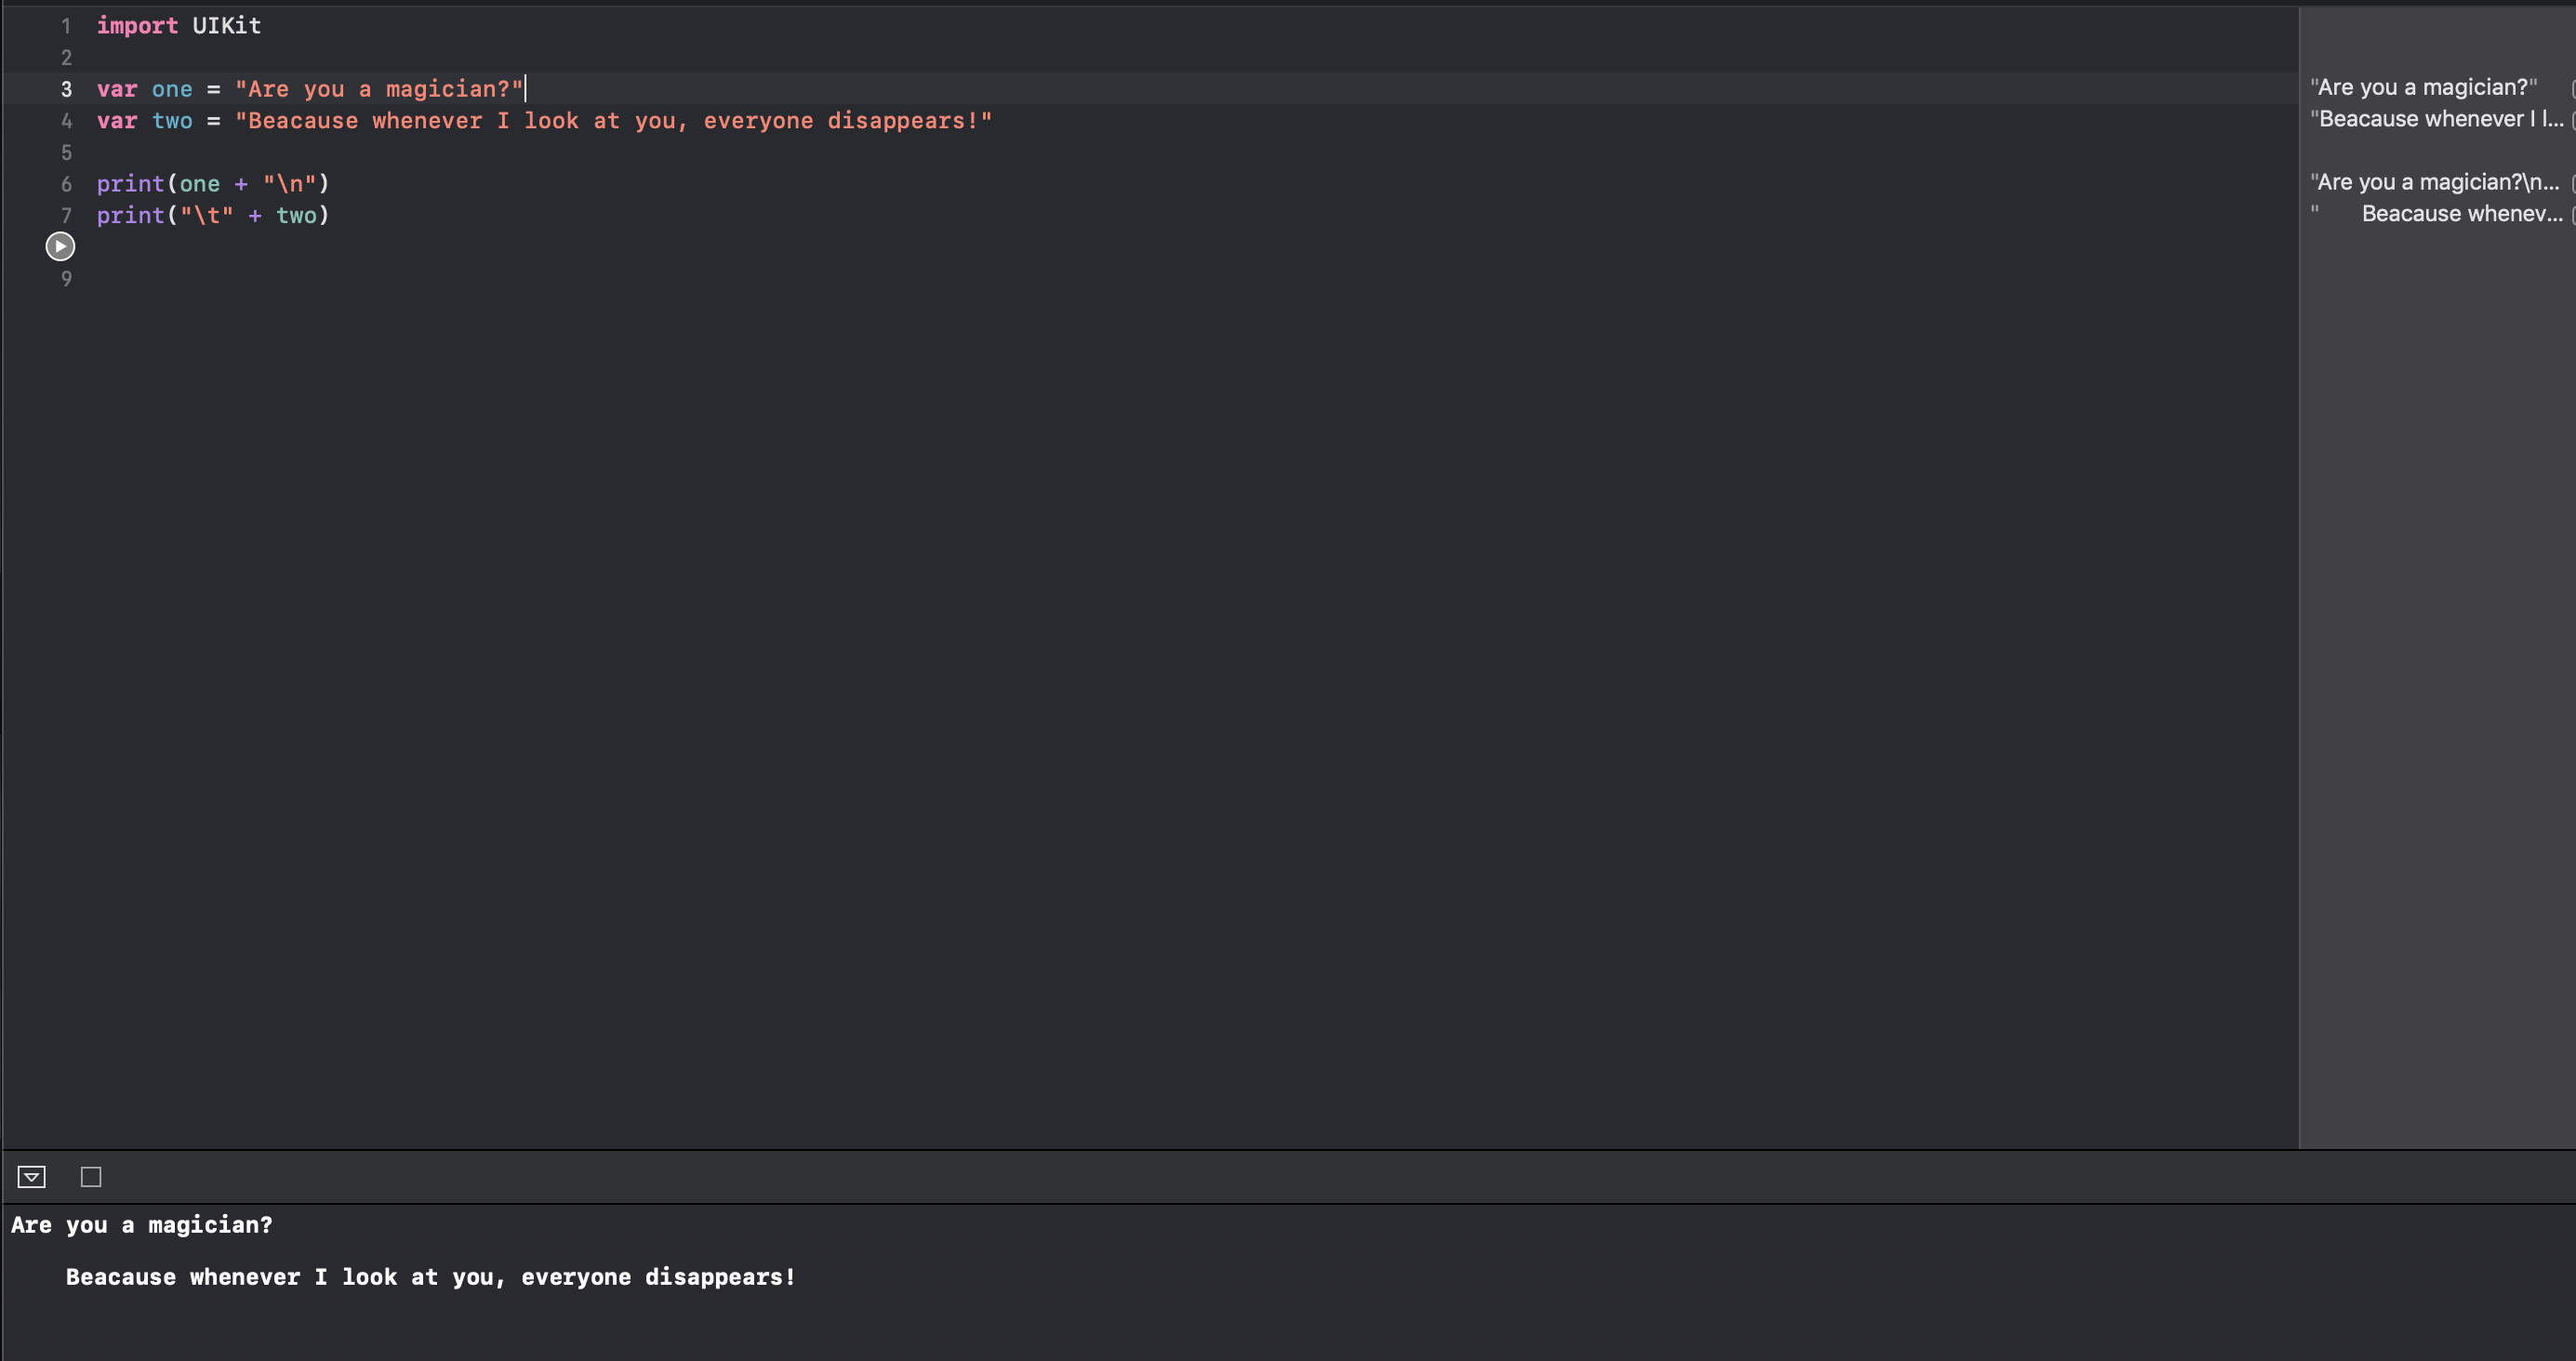 1 import UIKit
2
3 var one = "Are you a magician?"
4 var two = "Beacause whenever I look at you, everyone disappears!"
5
6 print(one + "\n")
7 print("\t" + two)
9
"Are you a magician?"
"Beacause whenever I l...
"Are you a magician?\n...
"    Beacause whenev...
Are you a magician?
Beacause whenever I look at you, everyone disappears!